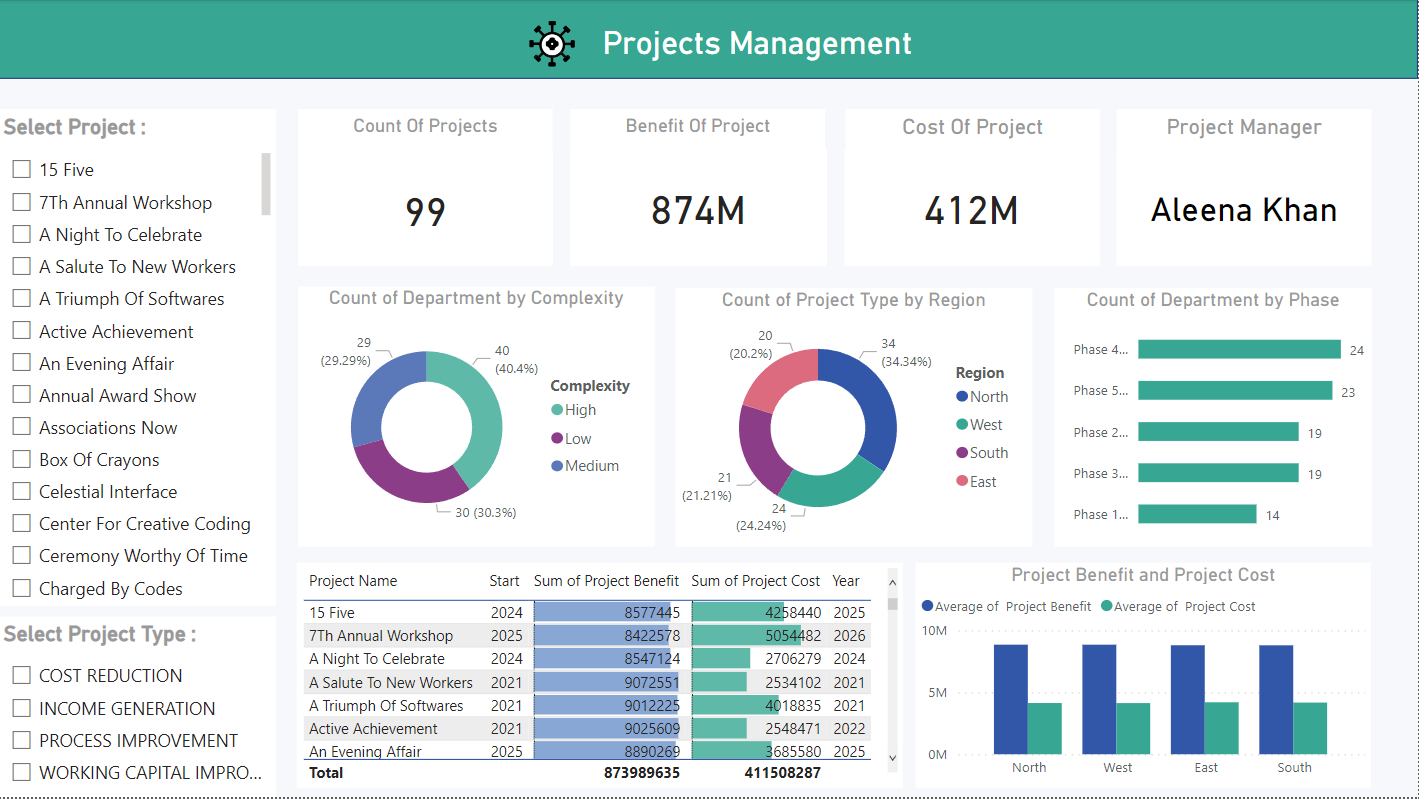 Projects Management
Select Project :
15 Five
7Th Annual Workshop
A Night To Celebrate
A Salute To New Workers
A Triumph Of Softwares
Active Achievement
An Evening Affair
Annual Award Show
Associations Now
Box Of Crayons
Celestial Interface
Center For Creative Coding
Ceremony Worthy Of Time
Charged By Codes
Select Project Type :
COST REDUCTION
INCOME GENERATION
PROCESS IMPROVEMENT
WORKING CAPITAL IMPRO...
Count Of Projects
99
Benefit Of Project
874M
Cost Of Project
412M
Project Manager
Aleena Khan
Count of Department by Complexity
29
(29.29%)
40
(40.4%)
30 (30.3%)
Complexity
High
Low
Medium
Count of Project Type by Region
20
(20.2%)
34
(34.34%)
21
(21.21%)
24
(24.24%)
Region
North
West
South
East
Count of Department by Phase
Phase 4... 24
Phase 5... 23
Phase 2... 19
Phase 3... 19
Phase 1... 14
Project Name Start Sum of Project Benefit Sum of Project Cost Year
15 Five 2024 8577445 4258440 2025
7Th Annual Workshop 2025 8422578 5054482 2026
A Night To Celebrate 2024 8547124 2706279 2024
A Salute To New Workers 2021 9072551 2534102 2021
A Triumph Of Softwares 2021 9012225 4018835 2021
Active Achievement 2021 9025609 2548471 2022
An Evening Affair 2025 8890269 3685580 2025
Total 873989635 411508287
Project Benefit and Project Cost
Average of Project Benefit Average of Project Cost
10M
5M
0M
North West East South